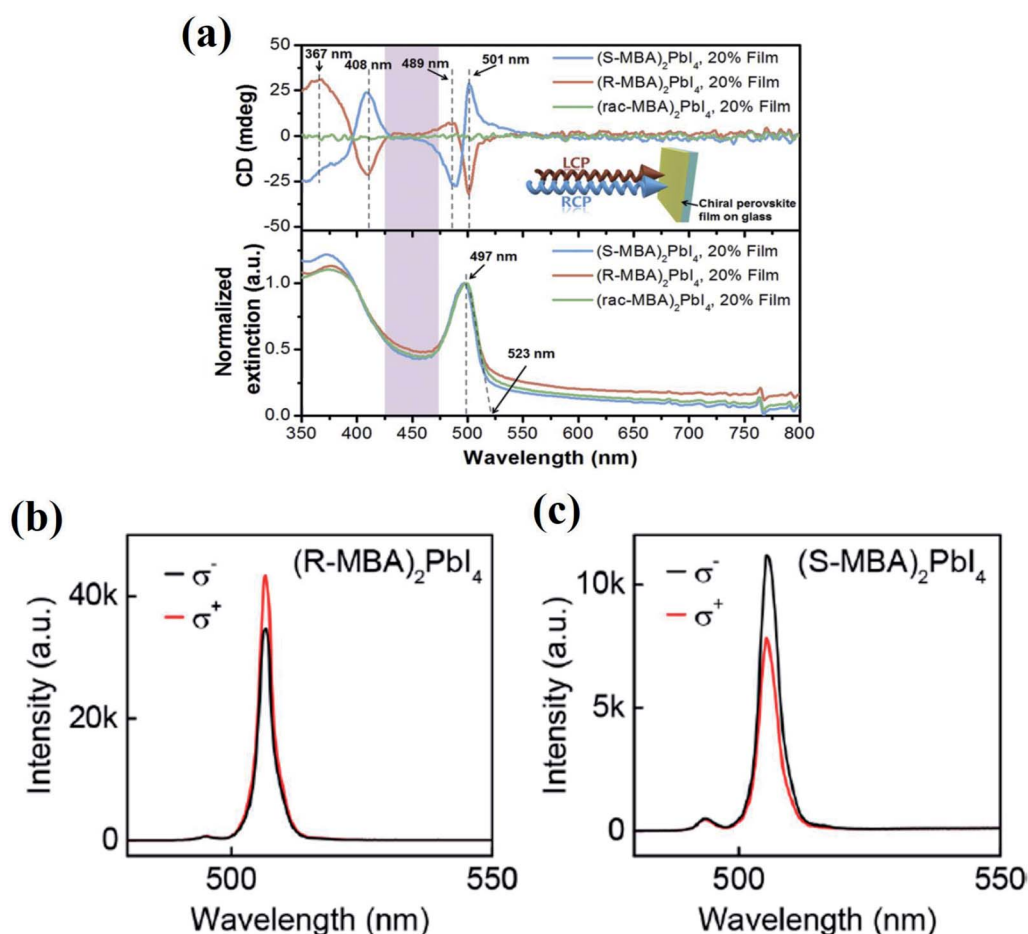 (a)
367 nm
408 nm
489 nm
501 nm
50
25
0
-25
-50
CD (mdeg)
(S-MBA)₂PbI₄, 20% Film
(R-MBA)₂PbI₄, 20% Film
(rac-MBA)₂PbI₄, 20% Film
LCP
RCP
Chiral perovskite
film on glass
Normalized
extinction (a.u.)
1.0
0.5
0.0
497 nm
523 nm
(S-MBA)₂PbI₄, 20% Film
(R-MBA)₂PbI₄, 20% Film
(rac-MBA)₂PbI₄, 20% Film
350 400 450 500 550 600 650 700 750 800
Wavelength (nm)
(b)
(R-MBA)₂PbI₄
σ⁻
σ⁺
Intensity (a.u.)
40k
20k
0
500 550
Wavelength (nm)
(c)
(S-MBA)₂PbI₄
σ⁻
σ⁺
Intensity (a.u.)
10k
5k
0
500 550
Wavelength (nm)